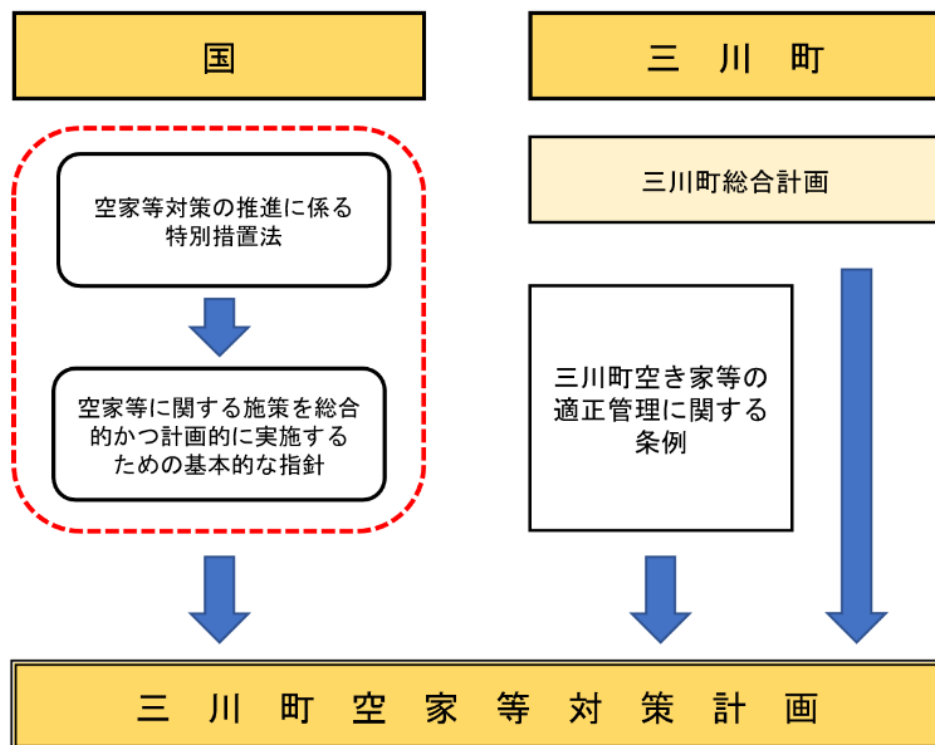 国
空家等対策の推進に係る
特別措置法
空家等に関する施策を総合
的かつ計画的に実施する
ための基本的な指針
三川町
三川町総合計画
三川町空き家等の
適正管理に関する
条例
三川町空家等対策計画